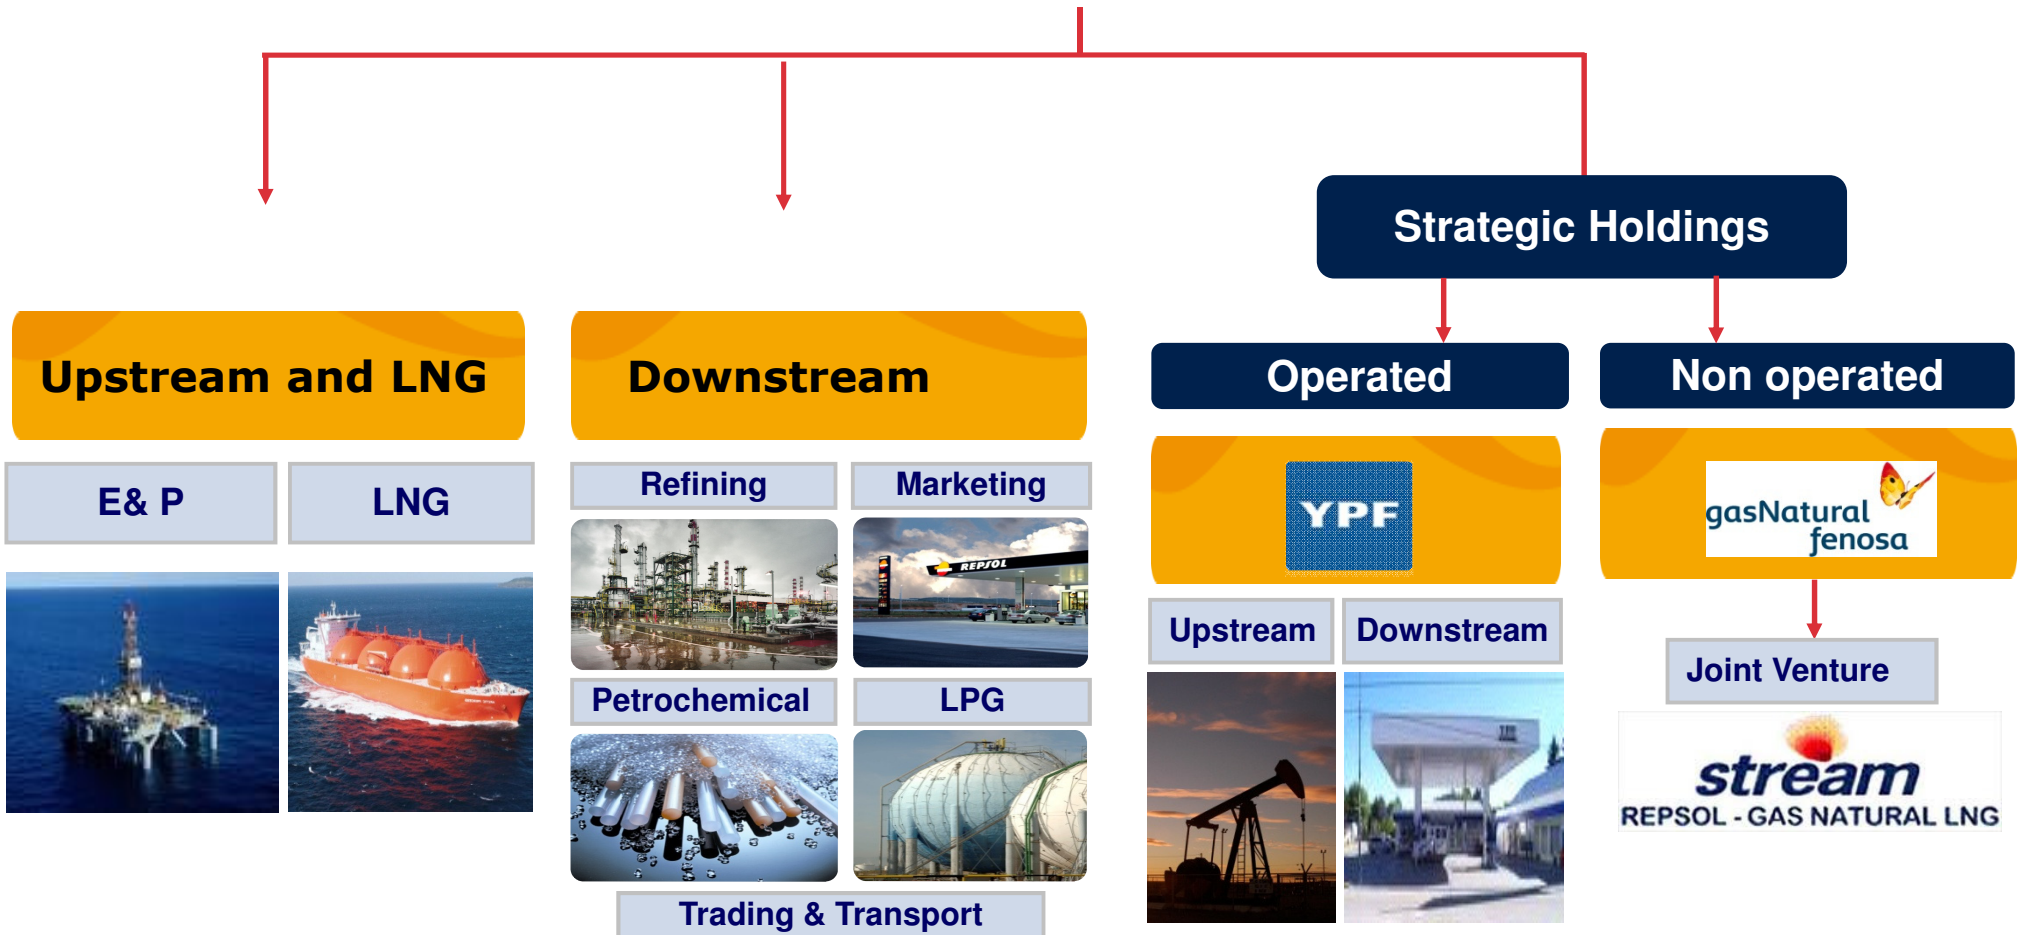 Strategic Holdings
Upstream and LNG
Downstream
Operated
Non operated
E& P
LNG
Refining
Marketing
REPSOL
Petrochemical
LPG
Trading & Transport
YPF
Upstream
Downstream
gasNatural
fenosa
Joint Venture
stream
REPSOL - GAS NATURAL LNG